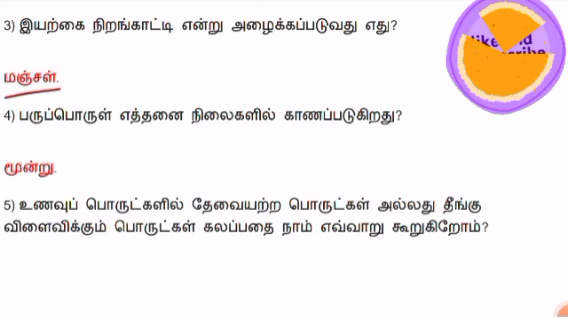 3) இயற்கை நிறங்காட்டி என்று அழைக்கப்படுவது எது?
மஞ்சள்.
4) பருப்பொருள் எத்தனை நிலைகளில் காணப்படுகிறது?
மூன்று.
5) உணவுப் பொருட்களில் தேவையற்ற பொருட்கள் அல்லது தீங்கு
விளைவிக்கும் பொருட்கள் கலப்பதை நாம் எவ்வாறு கூறுகிறோம்?